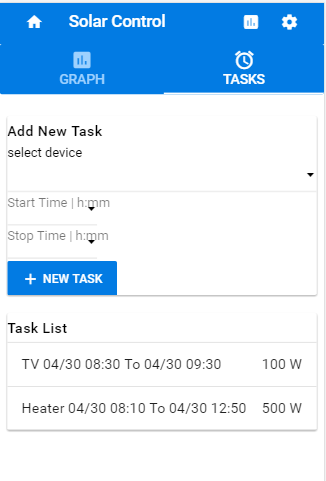 Solar Control
GRAPH
TASKS
Add New Task
select device
Start Time | h:mm
Stop Time | h:mm
+ NEW TASK
Task List
TV 04/30 08:30 To 04/30 09:30 100 W
Heater 04/30 08:10 To 04/30 12:50 500 W